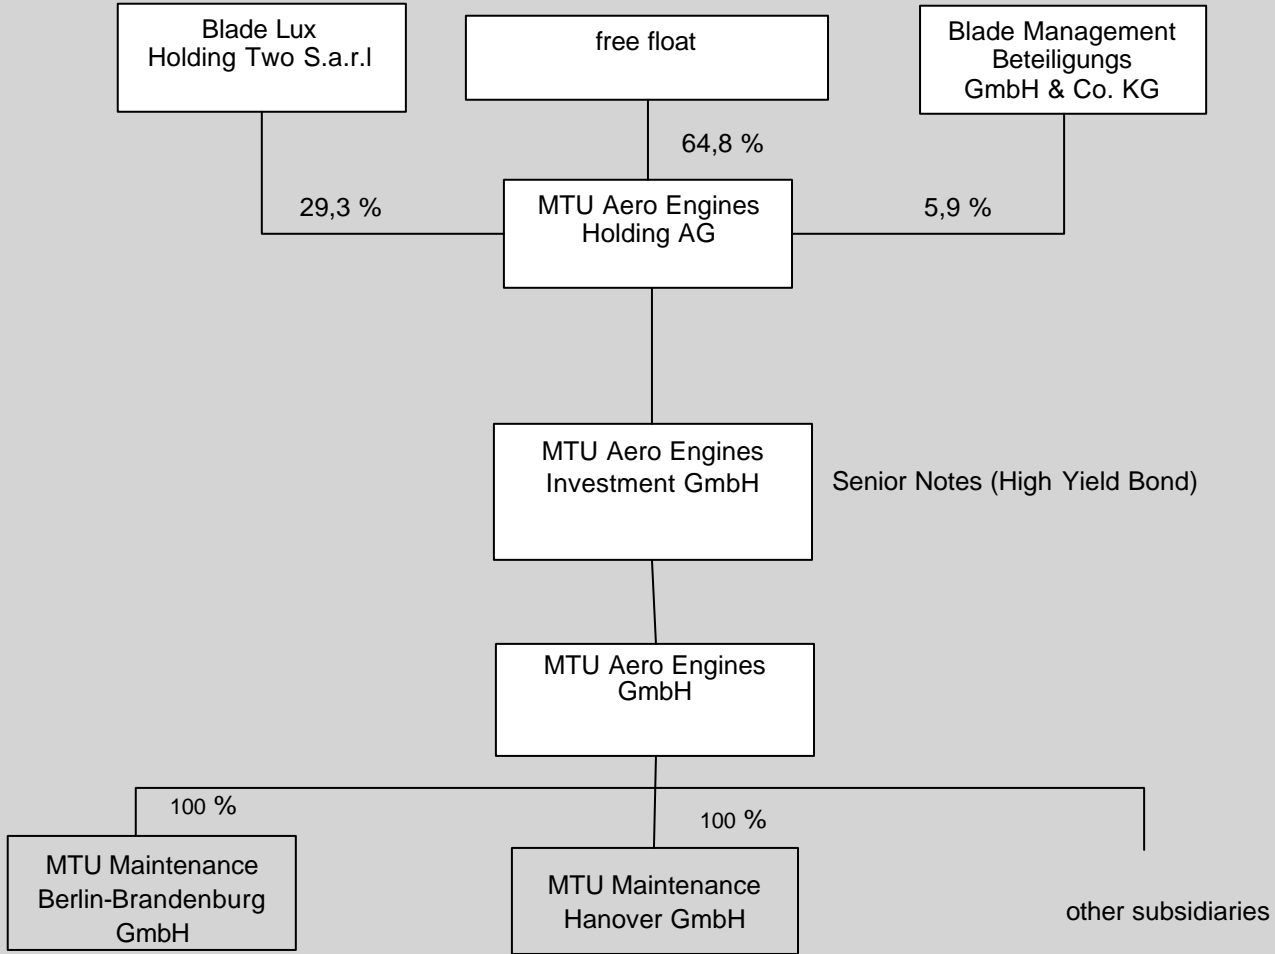 Blade Lux
Holding Two S.a.r.l
free float
Blade Management
Beteiligungs
GmbH & Co. KG
64,8 %
29,3 %
MTU Aero Engines
Holding AG
5,9 %
MTU Aero Engines
Investment GmbH
Senior Notes (High Yield Bond)
MTU Aero Engines
GmbH
100 %
100 %
MTU Maintenance
Berlin-Brandenburg
GmbH
MTU Maintenance
Hanover GmbH
other subsidiaries